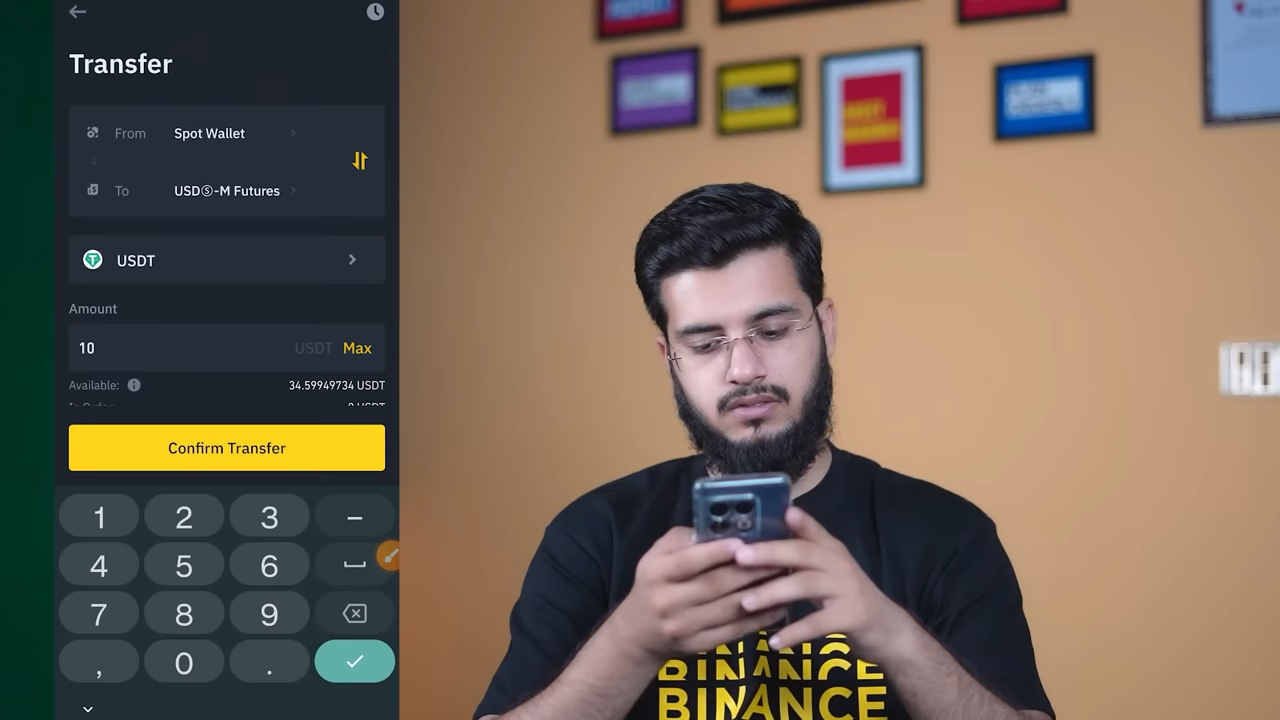 Transfer
From Spot Wallet
To USDⓈ-M Futures
USDT
Amount
10 USDT Max
Available: 34.59949734 USDT
Confirm Transfer
1 2 3 –
4 5 6
7 8 9
, 0 .
BINANCE
BINANCE
BINANCE